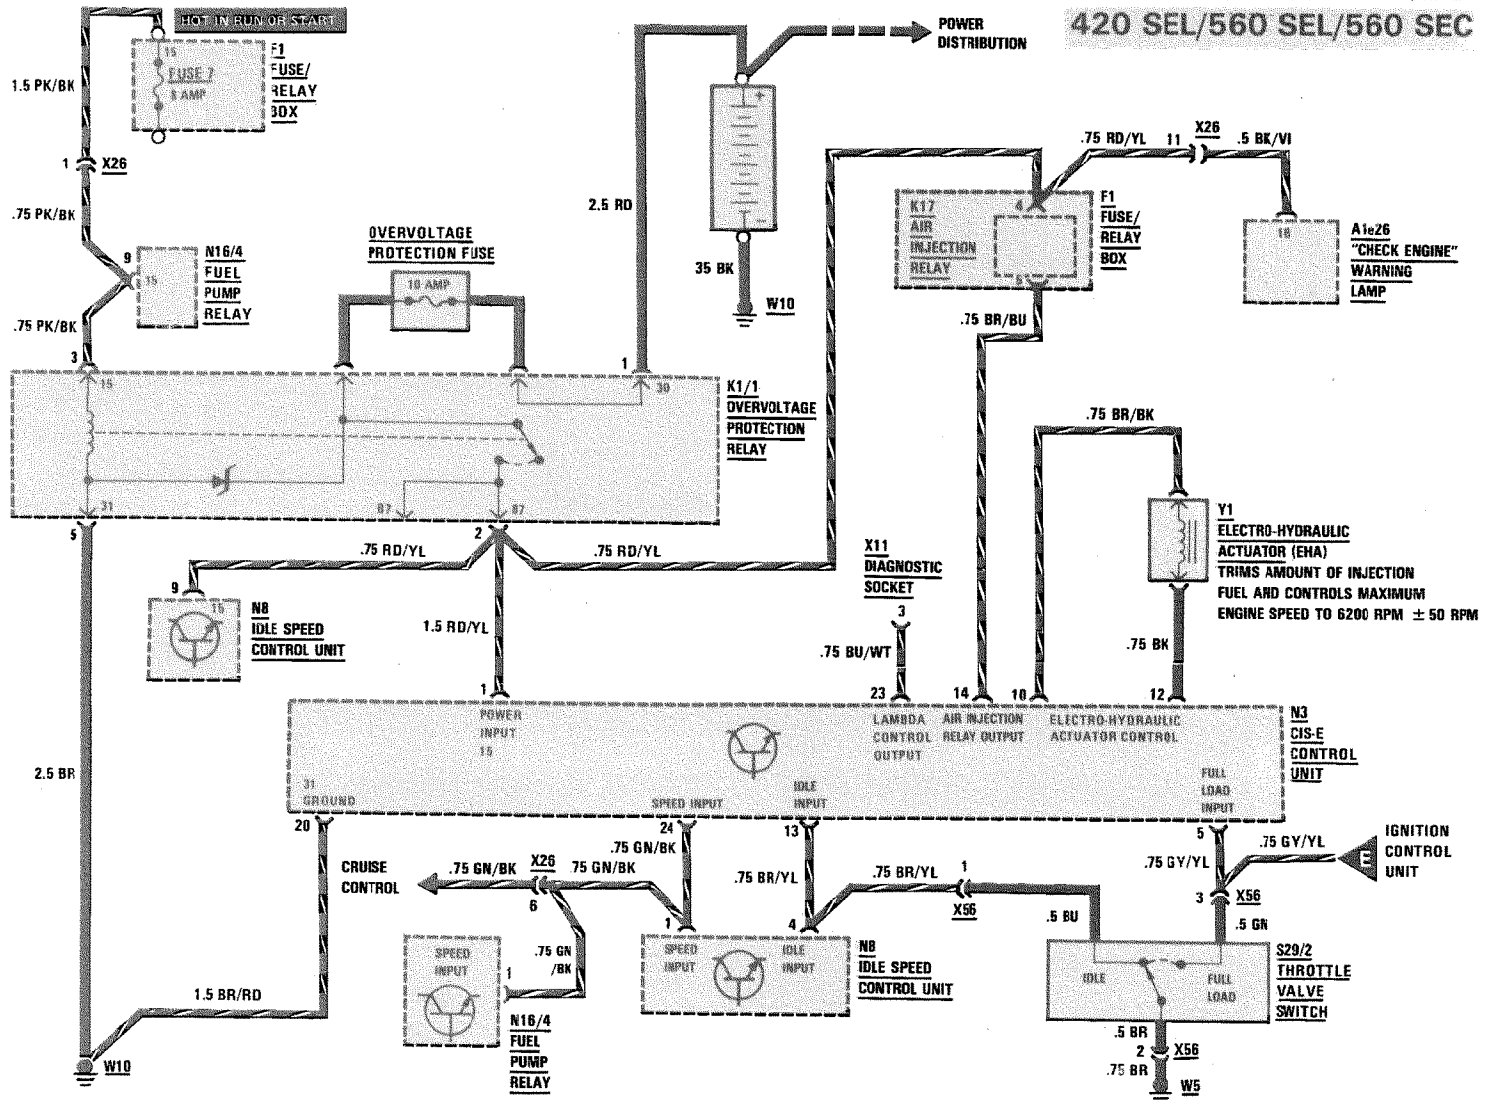 420 SEL/560 SEL/560 SEC
HOT IN RUN OR START
15
FUSE 7
8 AMP
F1
FUSE/
RELAY
BOX
1.5 PK/BK
1
X26
.75 PK/BK
9
15
N16/4
FUEL
PUMP
RELAY
.75 PK/BK
3
OVERVOLTAGE
PROTECTION FUSE
10 AMP
POWER
DISTRIBUTION
+
-
2.5 RD
35 BK
W10
1
.75 RD/YL
11
X26
.5 BK/VI
K17
AIR
INJECTION
RELAY
4
F1
FUSE/
RELAY
BOX
.75 BR/BU
18
A1e26
"CHECK ENGINE"
WARNING
LAMP
15
30
K1/1
OVERVOLTAGE
PROTECTION
RELAY
31
87
87
5
2
.75 RD/YL
.75 RD/YL
9
15
N8
IDLE SPEED
CONTROL UNIT
1.5 RD/YL
1
X11
DIAGNOSTIC
SOCKET
3
.75 BU/WT
23
14
10
12
.75 BR/BK
Y1
ELECTRO-HYDRAULIC
ACTUATOR (EHA)
TRIMS AMOUNT OF INJECTION
FUEL AND CONTROLS MAXIMUM
ENGINE SPEED TO 6200 RPM ± 50 RPM
.75 BK
POWER
INPUT
15
LAMBDA
CONTROL
OUTPUT
AIR INJECTION
RELAY OUTPUT
ELECTRO-HYDRAULIC
ACTUATOR CONTROL
N3
CIS-E
CONTROL
UNIT
31
GROUND
SPEED INPUT
IDLE
INPUT
FULL
LOAD
INPUT
2.5 BR
20
24
13
5
.75 GN/BK
CRUISE
CONTROL
.75 GN/BK
X26
.75 GN/BK
6
.75 GN
/BK
1
SPEED
INPUT
N16/4
FUEL
PUMP
RELAY
1
.75 BR/YL
4
.75 BR/YL
1
X56
SPEED
INPUT
IDLE
INPUT
N8
IDLE SPEED
CONTROL UNIT
.5 BU
.75 GY/YL
.75 GY/YL
E
IGNITION
CONTROL
UNIT
3
X56
.5 GN
IDLE
FULL
LOAD
S29/2
THROTTLE
VALVE
SWITCH
.5 BR
2
X56
.75 BR
W5
1.5 BR/RD
W10